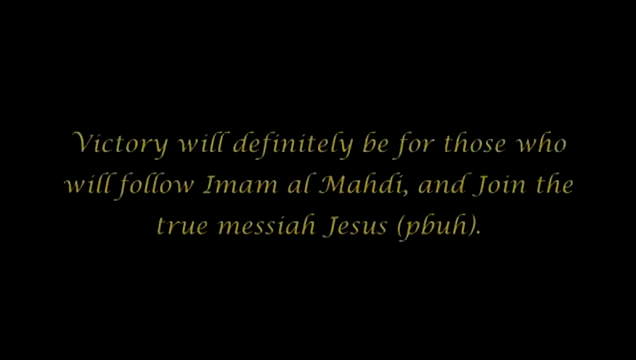 Victory will definitely be for those who
will follow Imam al Mahdi, and Join the
true messiah Jesus (pbuh).